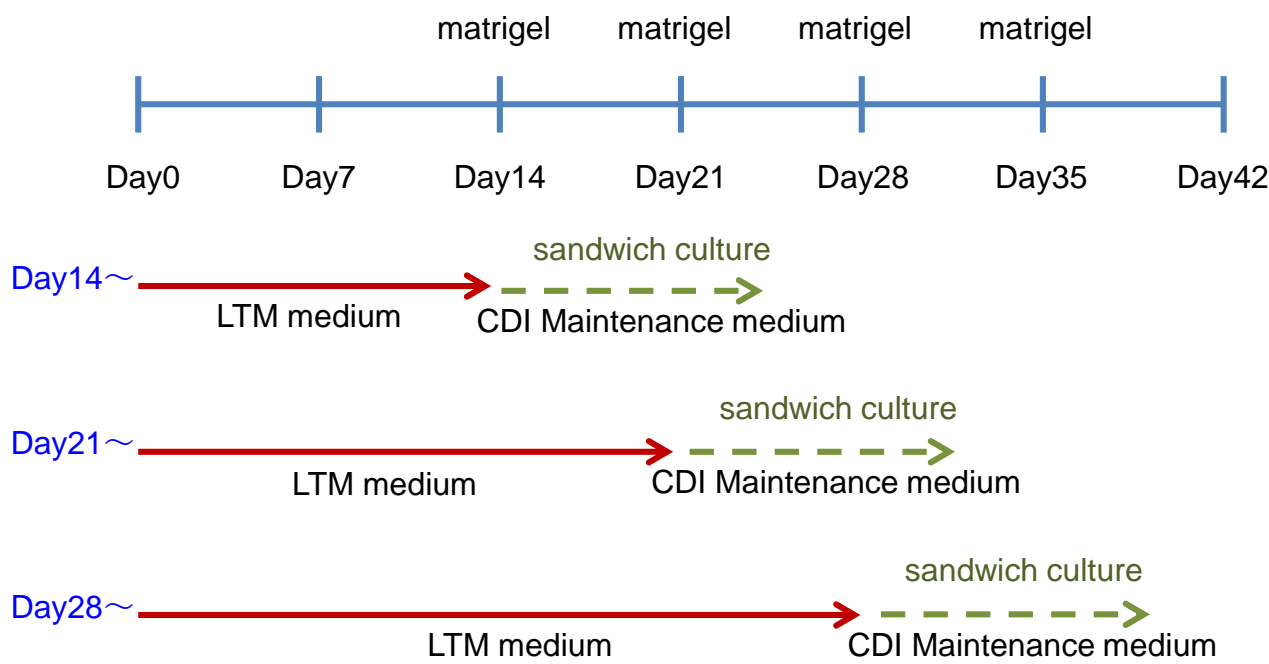 matrigel matrigel matrigel matrigel
Day0 Day7 Day14 Day21 Day28 Day35 Day42
sandwich culture
Day14～
LTM medium CDI Maintenance medium
sandwich culture
Day21～
LTM medium CDI Maintenance medium
sandwich culture
Day28～
LTM medium CDI Maintenance medium